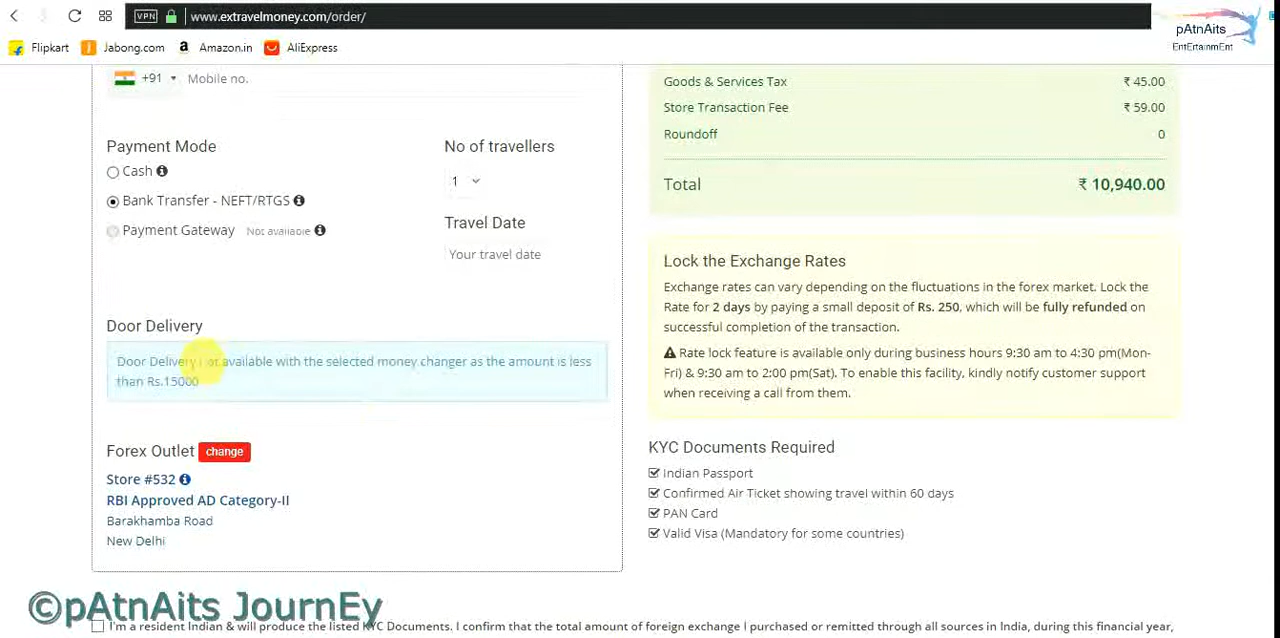 VPN
www.extravelmoney.com/order/
pAtnAits
EntErtainmEnt
Flipkart
Jabong.com
Amazon.in
AliExpress
+91
Mobile no.
Payment Mode
Cash
Bank Transfer - NEFT/RTGS
Payment Gateway Not available
No of travellers
1
Travel Date
Your travel date
Door Delivery
Door Delivery not available with the selected money changer as the amount is less
than Rs.15000
Forex Outlet change
Store #532
RBI Approved AD Category-II
Barakhamba Road
New Delhi
Goods & Services Tax ₹ 45.00
Store Transaction Fee ₹ 59.00
Roundoff 0
Total ₹ 10,940.00
Lock the Exchange Rates
Exchange rates can vary depending on the fluctuations in the forex market. Lock the
Rate for 2 days by paying a small deposit of Rs. 250, which will be fully refunded on
successful completion of the transaction.
Rate lock feature is available only during business hours 9:30 am to 4:30 pm(Mon-
Fri) & 9:30 am to 2:00 pm(Sat). To enable this facility, kindly notify customer support
when receiving a call from them.
KYC Documents Required
Indian Passport
Confirmed Air Ticket showing travel within 60 days
PAN Card
Valid Visa (Mandatory for some countries)
©pAtnAits JournEy
I'm a resident Indian & will produce the listed KYC Documents. I confirm that the total amount of foreign exchange I purchased or remitted through all sources in India, during this financial year,